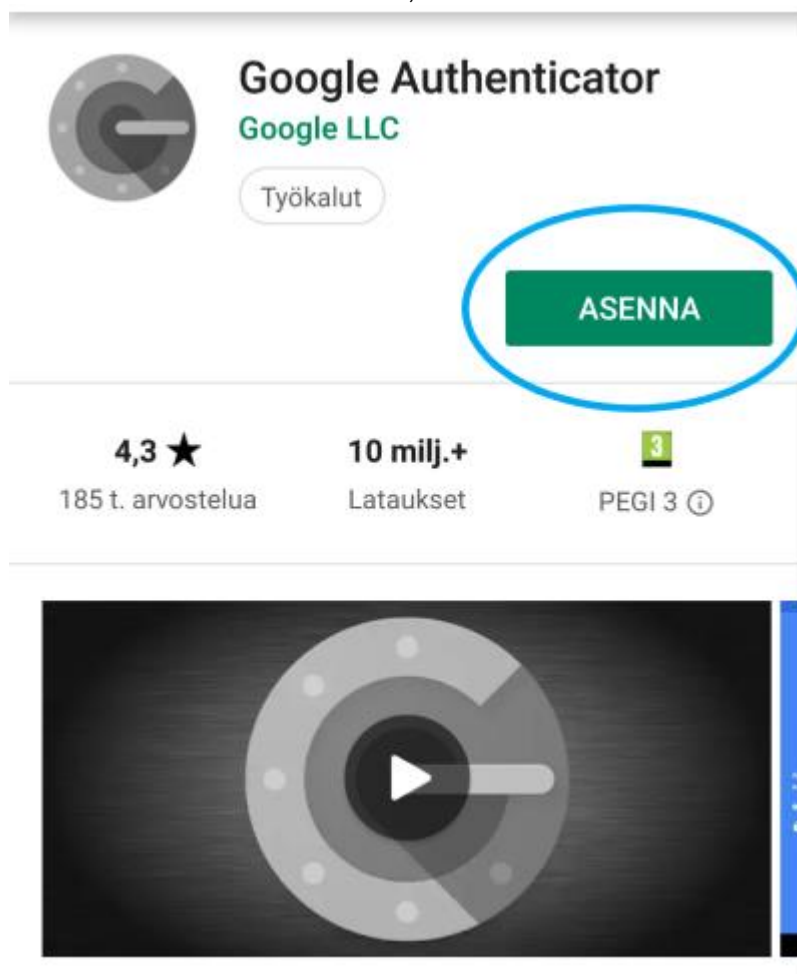 Google Authenticator
Google LLC
Työkalut
ASENNA
4,3 ★
10 milj.+
3
185 t. arvostelua
Lataukset
PEGI 3